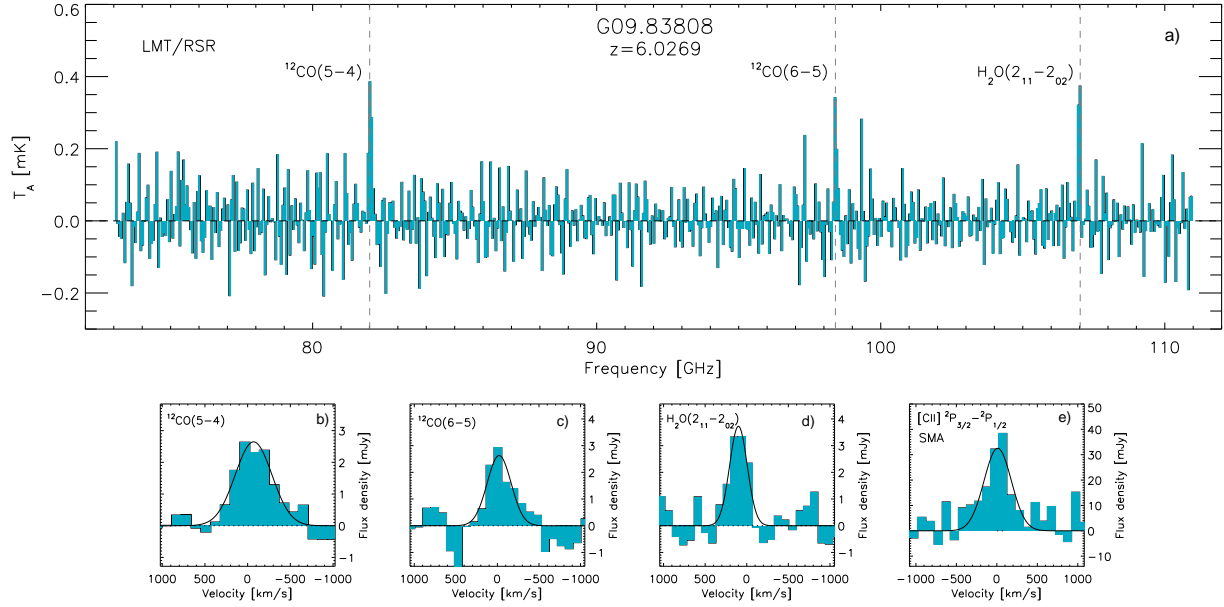 G09.83808
z=6.0269
a)
LMT/RSR
¹²CO(5−4)
¹²CO(6−5)
H₂O(2₁₁−2₀₂)
T_A [mK]
0.6
0.4
0.2
0.0
−0.2
80
90
100
110
Frequency [GHz]
¹²CO(5−4)
b)
3
2
1
0
−1
Flux density [mJy]
1000 500 0 −500 −1000
Velocity [km/s]
¹²CO(6−5)
c)
4
3
2
1
0
−1
Flux density [mJy]
1000 500 0 −500 −1000
Velocity [km/s]
H₂O(2₁₁−2₀₂)
d)
4
3
2
1
0
−1
Flux density [mJy]
1000 500 0 −500 −1000
Velocity [km/s]
[CII] ²P₃/₂−²P₁/₂
SMA
e)
50
40
30
20
10
0
−10
Flux density [mJy]
−1000 −500 0 500 1000
Velocity [km/s]